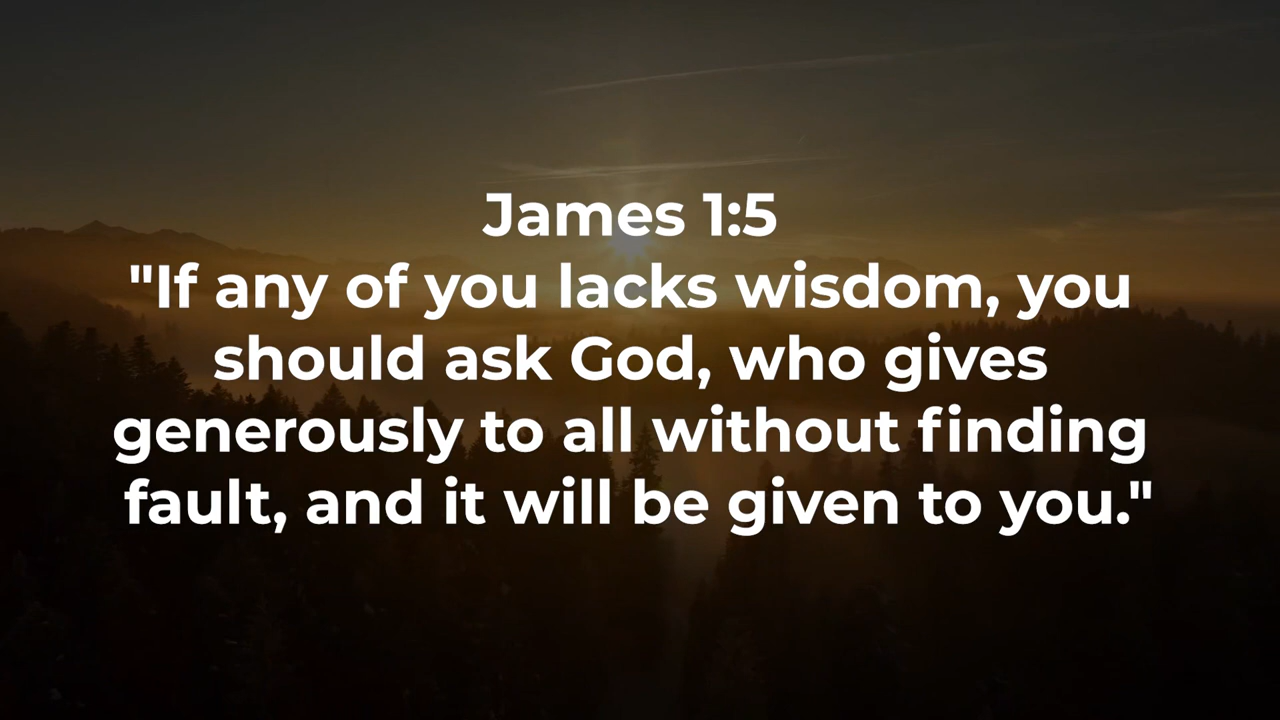 James 1:5
"If any of you lacks wisdom, you
should ask God, who gives
generously to all without finding
fault, and it will be given to you."